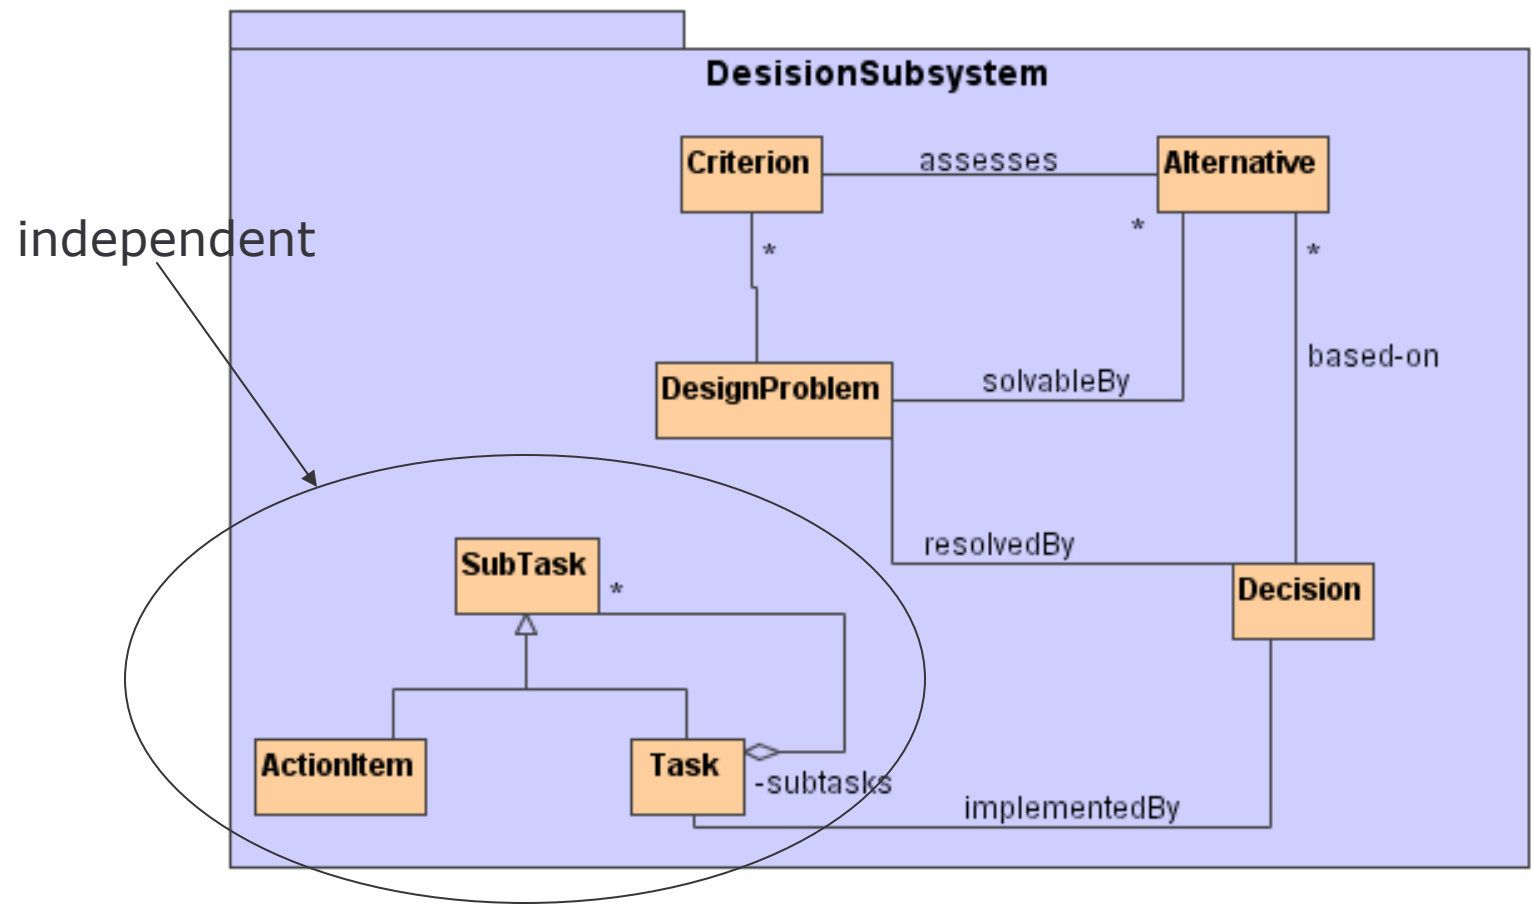 DesisionSubsystem
Criterion
assesses
Alternative
*
*
*
independent
based-on
DesignProblem
solvableBy
resolvedBy
SubTask
*
Decision
ActionItem
Task
-subtasks
implementedBy